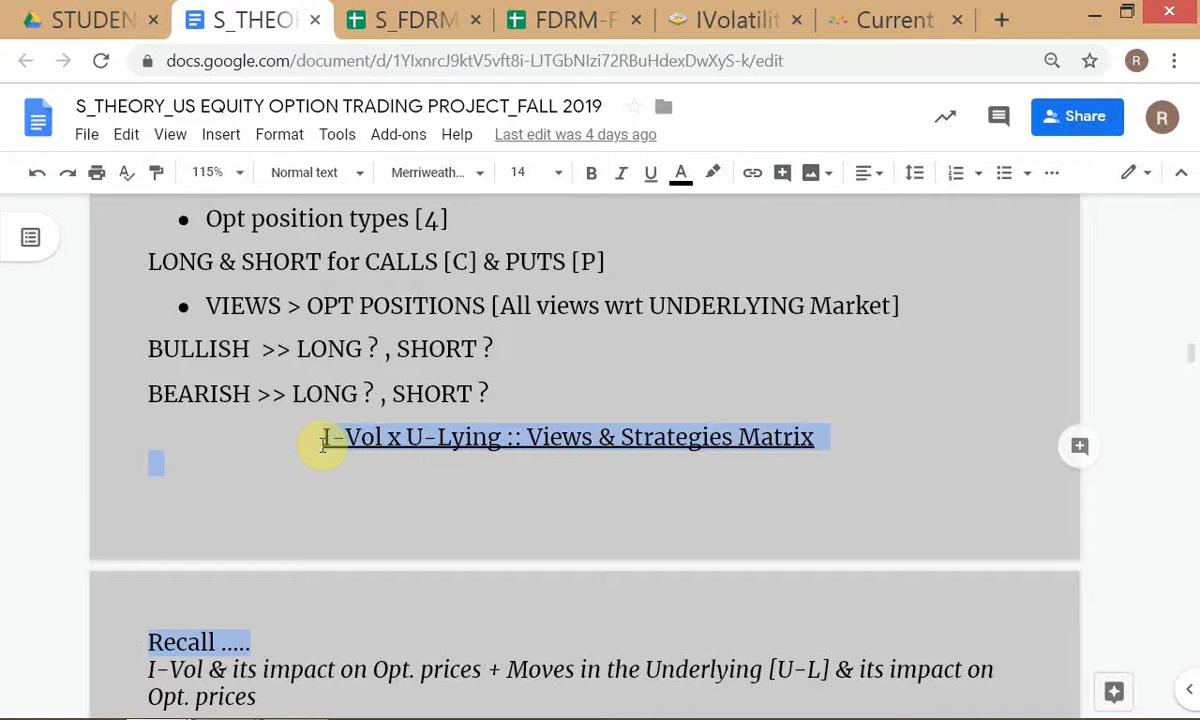 STUDEN
S_THEO
S_FDRM
FDRM-F
IVolatilit
Current
docs.google.com/document/d/1YIxnrcJ9ktV5vft8i-LJTGbNIzi72RBuHdexDwXyS-k/edit
R
S_THEORY_US EQUITY OPTION TRADING PROJECT_FALL 2019
Share
R
File Edit View Insert Format Tools Add-ons Help Last edit was 4 days ago
115% Normal text Merriweath... 14 B I U A
• Opt position types [4]
LONG & SHORT for CALLS [C] & PUTS [P]
• VIEWS > OPT POSITIONS [All views wrt UNDERLYING Market]
BULLISH >> LONG ? , SHORT ?
BEARISH >> LONG ? , SHORT ?
I-Vol x U-Lying :: Views & Strategies Matrix
Recall .....
I-Vol & its impact on Opt. prices + Moves in the Underlying [U-L] & its impact on
Opt. prices